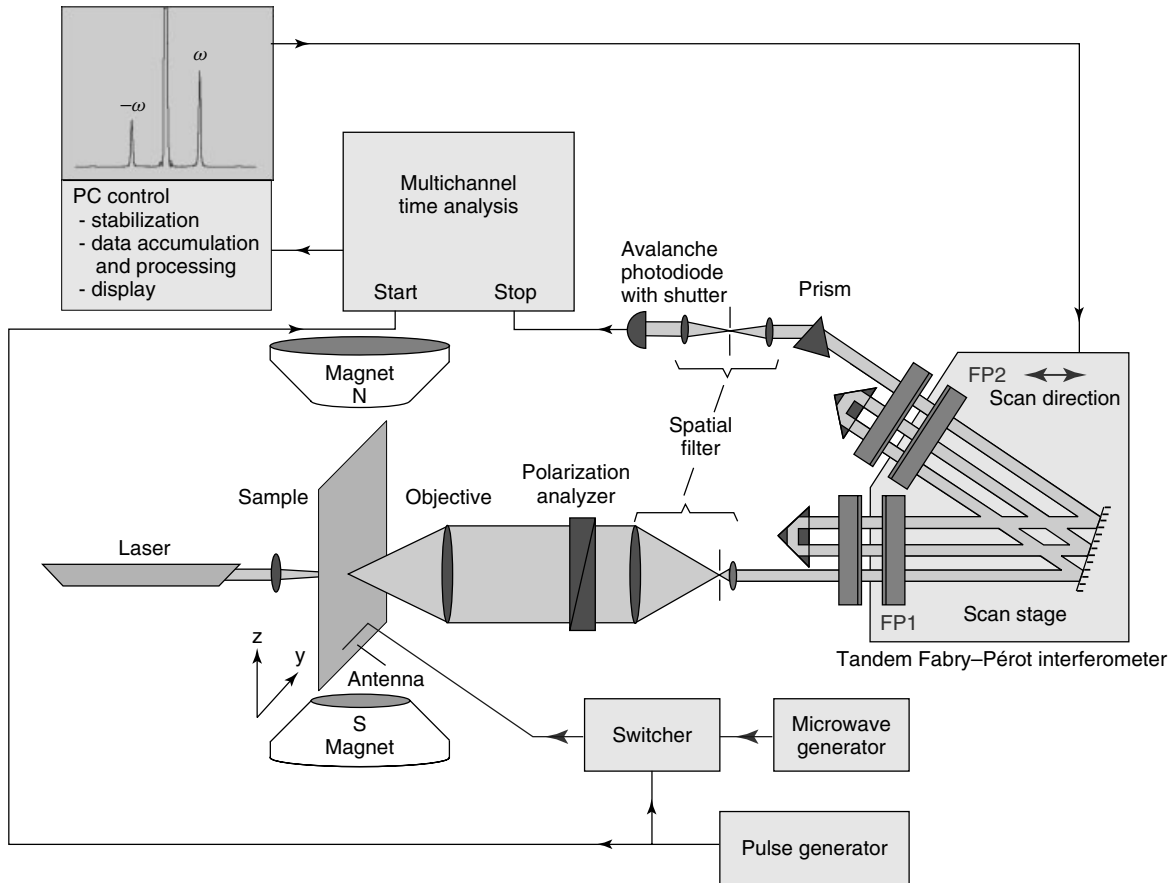 ω
−ω
PC control
- stabilization
- data accumulation
and processing
- display
Multichannel
time analysis
Start Stop
Avalanche
photodiode
with shutter
Prism
Magnet
N
FP2
Scan direction
Spatial
filter
Sample
Objective
Polarization
analyzer
Laser
FP1
Scan stage
Tandem Fabry–Pérot interferometer
z
y
Antenna
S
Magnet
Switcher
Microwave
generator
Pulse generator